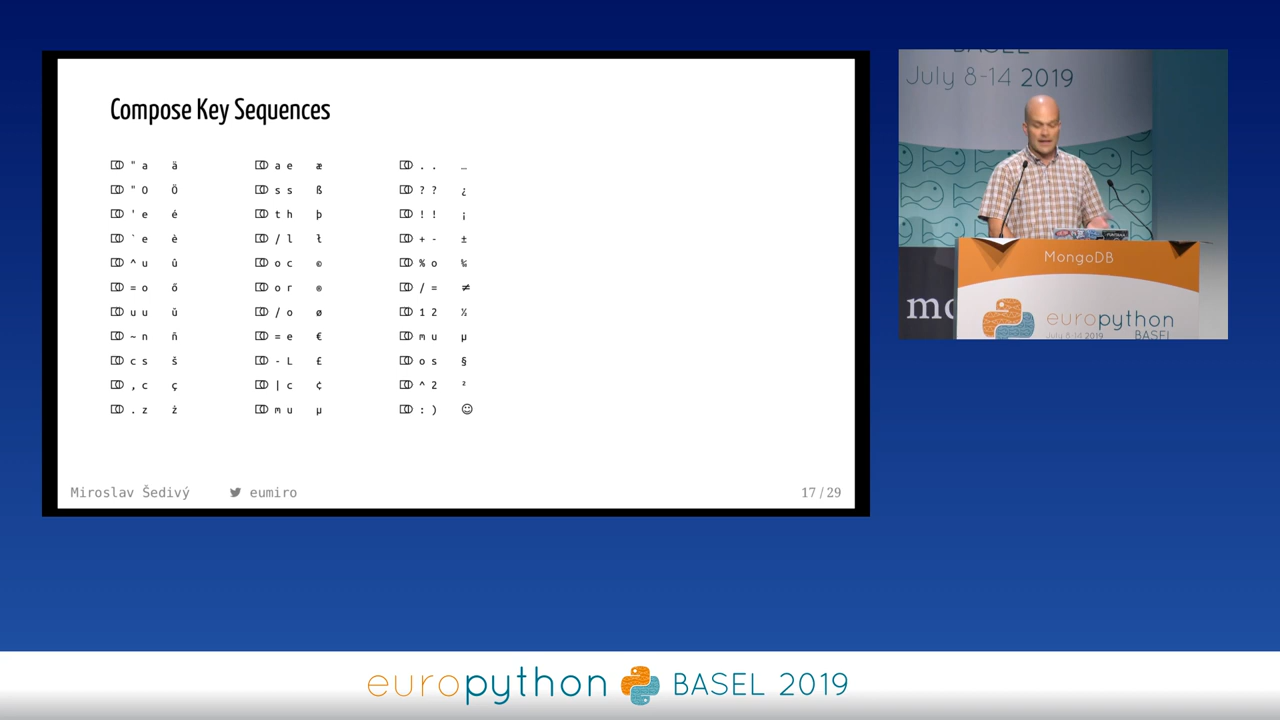 Compose Key Sequences
" a ä
" O Ö
' e é
` e è
^ u û
= o ő
u u ŭ
~ n ñ
c s š
, c ç
. z ż
a e æ
s s ß
t h þ
/ l ł
o c ©
o r ®
/ o ø
= e €
- L £
| c ¢
m u µ
. . …
? ? ¿
! ! ¡
+ - ±
% o ‰
/ = ≠
1 2 ½
m u µ
o s §
^ 2 ²
: ) ☺
Miroslav Šedivý eumiro 17 / 29
BASEL
July 8-14 2019
MongoDB
europython
July 8-14 2019 BASEL
europython BASEL 2019